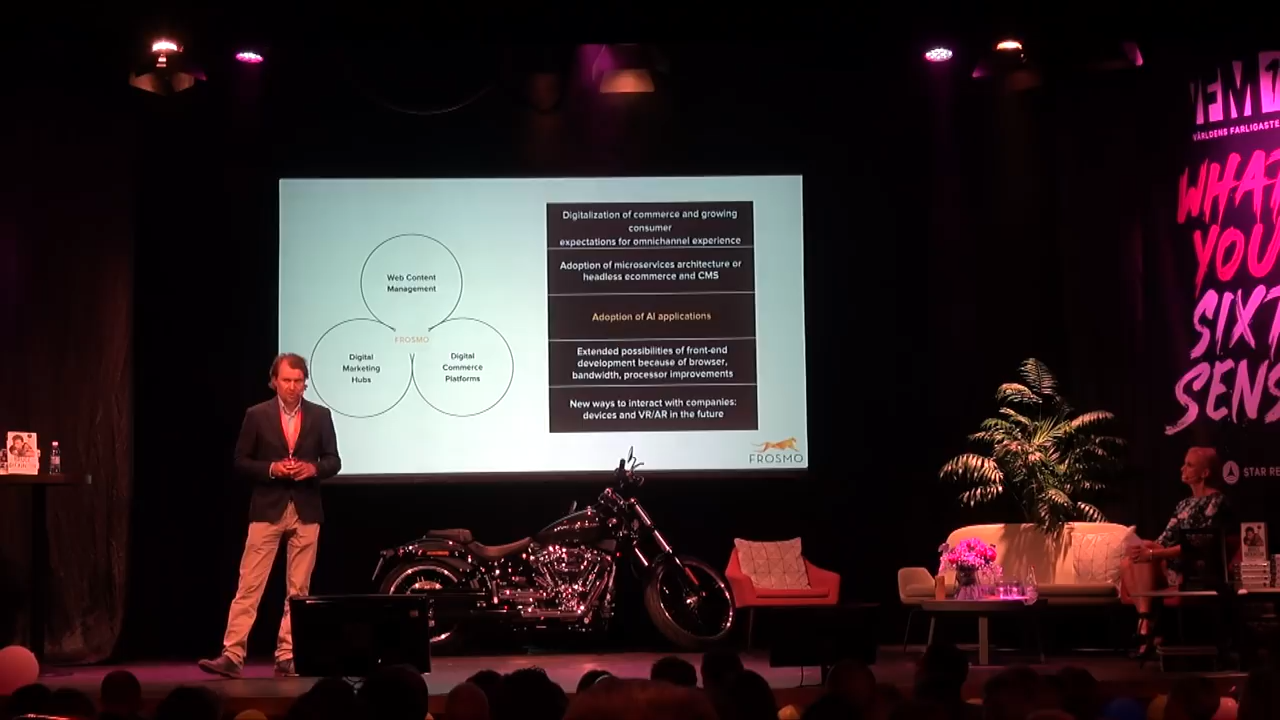 Web Content
Management
FROSMO
Digital
Marketing
Hubs
Digital
Commerce
Platforms
Digitalization of commerce and growing
consumer
expectations for omnichannel experience
Adoption of microservices architecture or
headless ecommerce and CMS
Adoption of AI applications
Extended possibilities of front-end
development because of browser,
bandwidth, processor improvements
New ways to interact with companies:
devices and VR/AR in the future
FROSMO
VÄRLDENS FARLIGASTE
WHAT
YOU
SIXT
SENS
STAR RE